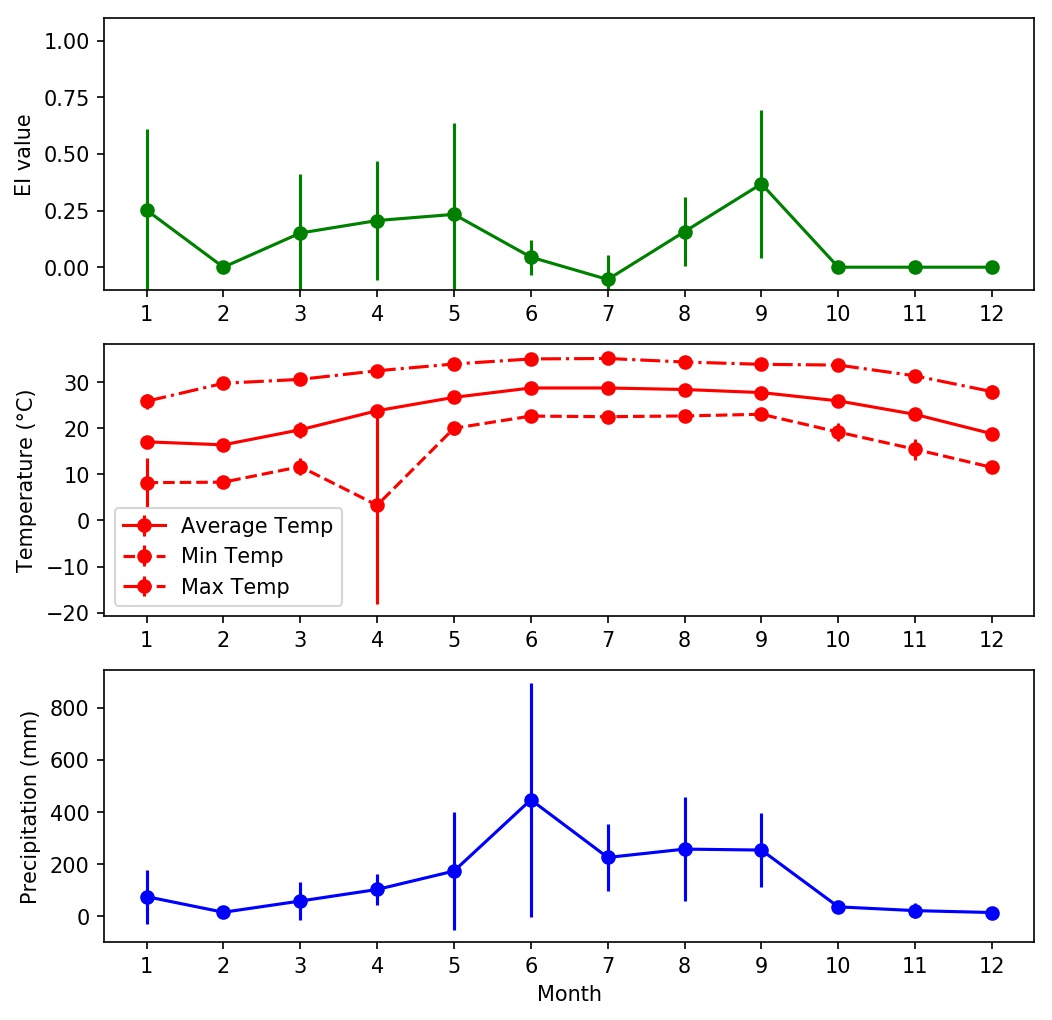 EI value
1.00
0.75
0.50
0.25
0.00
1 2 3 4 5 6 7 8 9 10 11 12
Temperature (°C)
30
20
10
0
−10
−20
Average Temp
Min Temp
Max Temp
1 2 3 4 5 6 7 8 9 10 11 12
Precipitation (mm)
800
600
400
200
0
1 2 3 4 5 6 7 8 9 10 11 12
Month